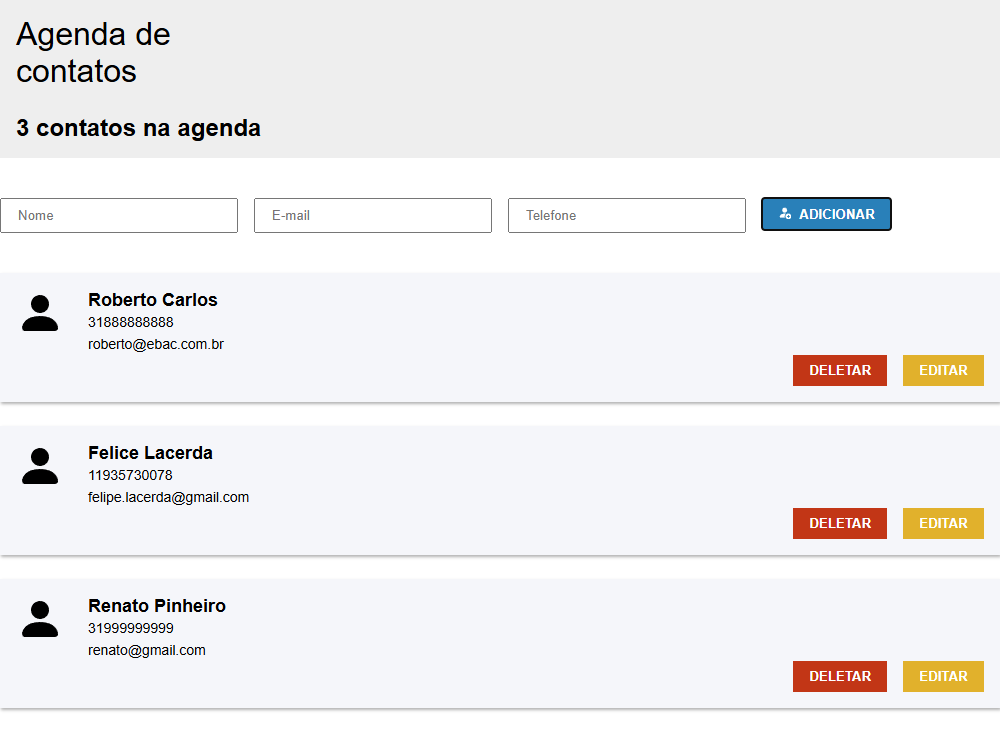 Agenda de
contatos
3 contatos na agenda
Nome E-mail Telefone ADICIONAR
Roberto Carlos
31888888888
roberto@ebac.com.br
DELETAR EDITAR
Felice Lacerda
11935730078
felipe.lacerda@gmail.com
DELETAR EDITAR
Renato Pinheiro
31999999999
renato@gmail.com
DELETAR EDITAR